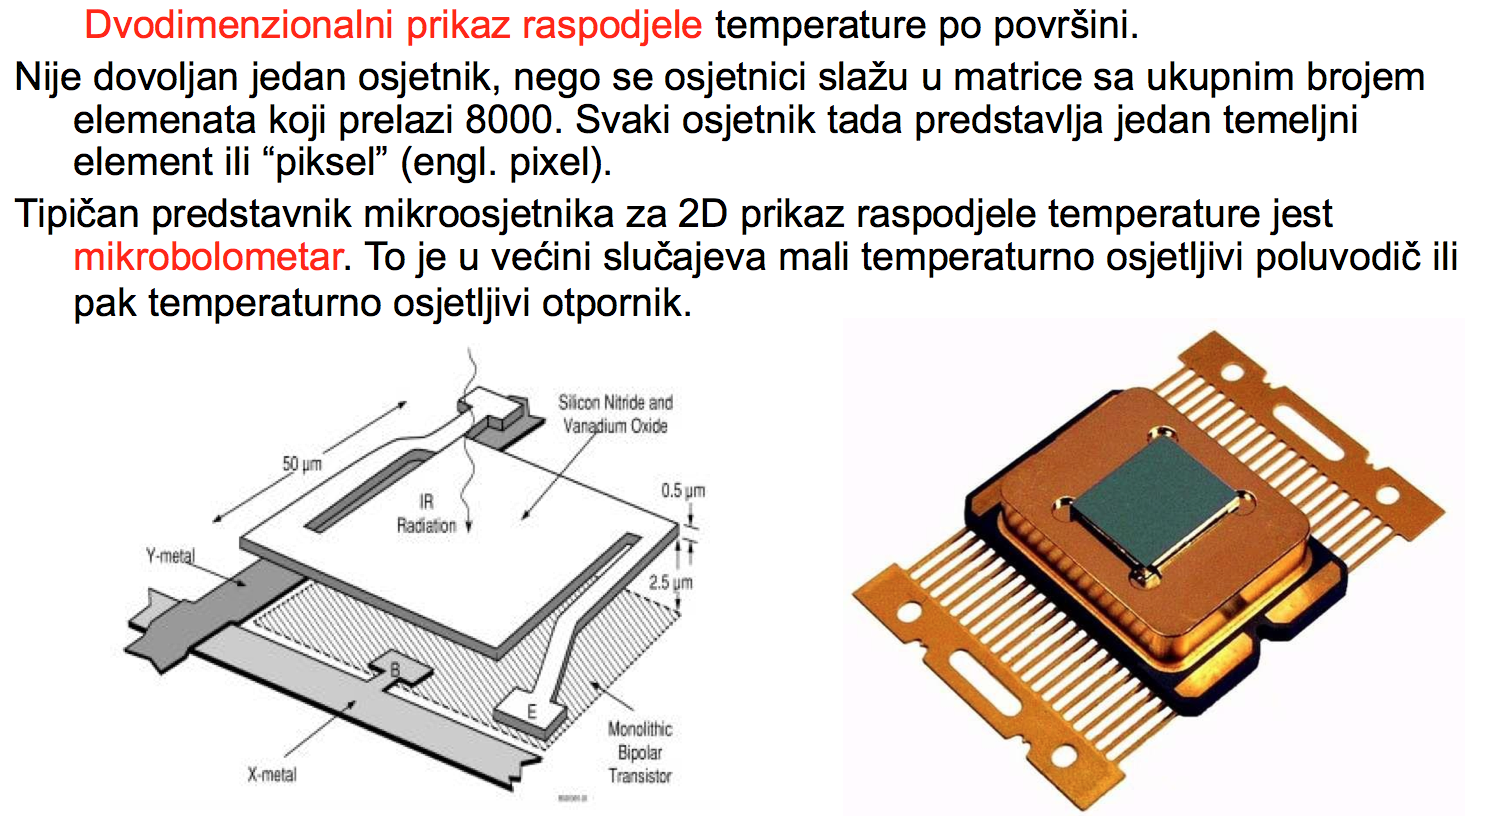 Dvodimenzionalni prikaz raspodjele temperature po površini.
Nije dovoljan jedan osjetnik, nego se osjetnici slažu u matrice sa ukupnim brojem
elemenata koji prelazi 8000. Svaki osjetnik tada predstavlja jedan temeljni
element ili “piksel” (engl. pixel).
Tipičan predstavnik mikroosjetnika za 2D prikaz raspodjele temperature jest
mikrobolometar. To je u većini slučajeva mali temperaturno osjetljivi poluvodič ili
pak temperaturno osjetljivi otpornik.
Silicon Nitride and
Vanadium Oxide
50 µm
IR
Radiation
0.5 µm
Y-metal
2.5 µm
B
E
Monolithic
Bipolar
Transistor
X-metal